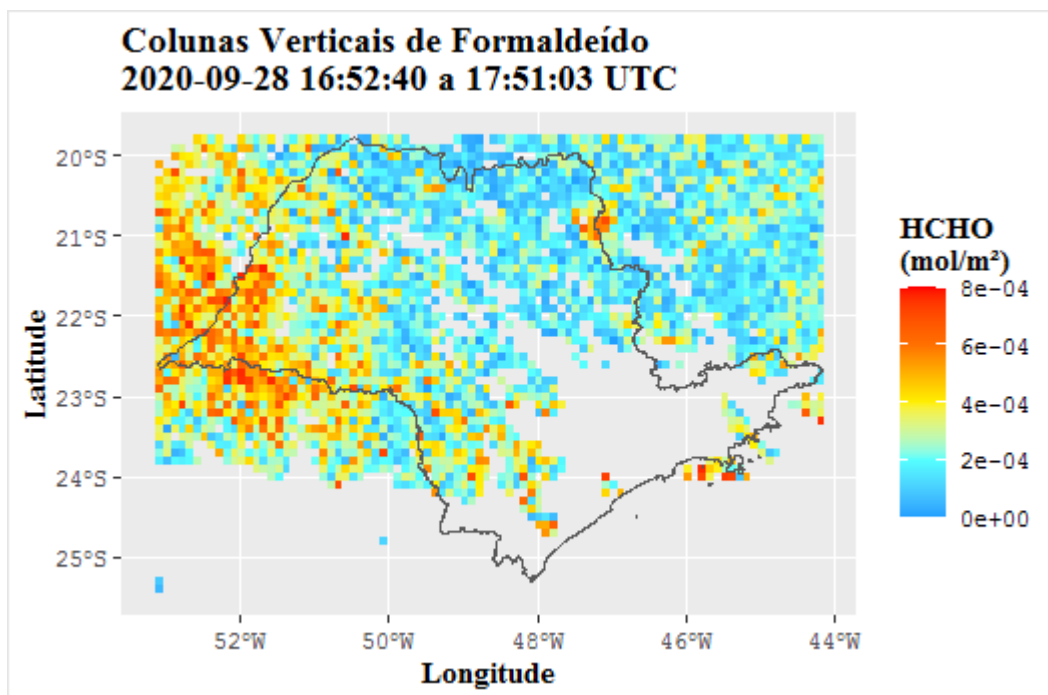 Colunas Verticais de Formaldeído
2020-09-28 16:52:40 a 17:51:03 UTC
20°S
21°S
22°S
23°S
24°S
25°S
Latitude
52°W
50°W
48°W
46°W
44°W
Longitude
HCHO
(mol/m²)
8e-04
6e-04
4e-04
2e-04
0e+00